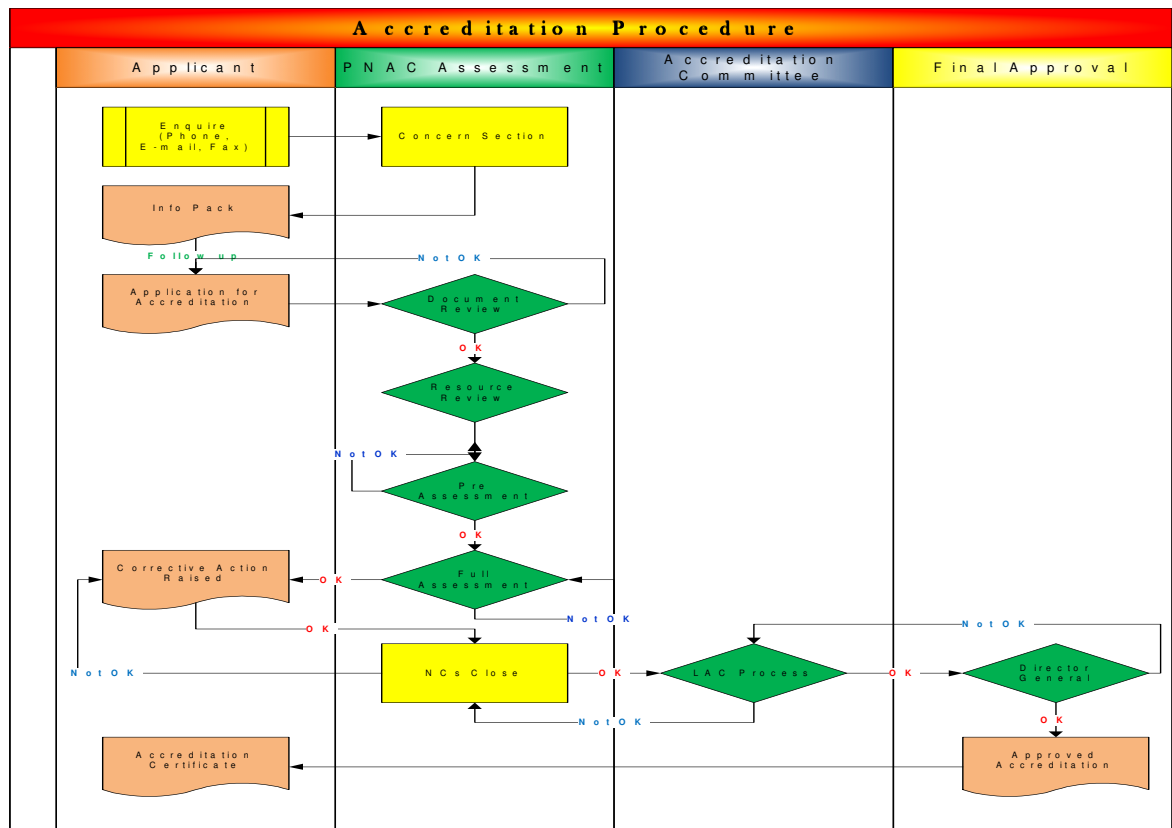 Accreditation Procedure
Applicant
PNAC Assessment
Accreditation
Committee
Final Approval
Enquire
(Phone,
E-mail, Fax)
Concern Section
Info Pack
Follow up
Not OK
Application for
Accreditation
Document
Review
OK
Resource
Review
Not OK
Pre
Assessment
OK
Corrective Action
Raised
OK
Full
Assessment
Not OK
OK
Not OK
Not OK
NCs Close
OK
LAC Process
OK
Director
General
Not OK
OK
Accreditation
Certificate
Approved
Accreditation